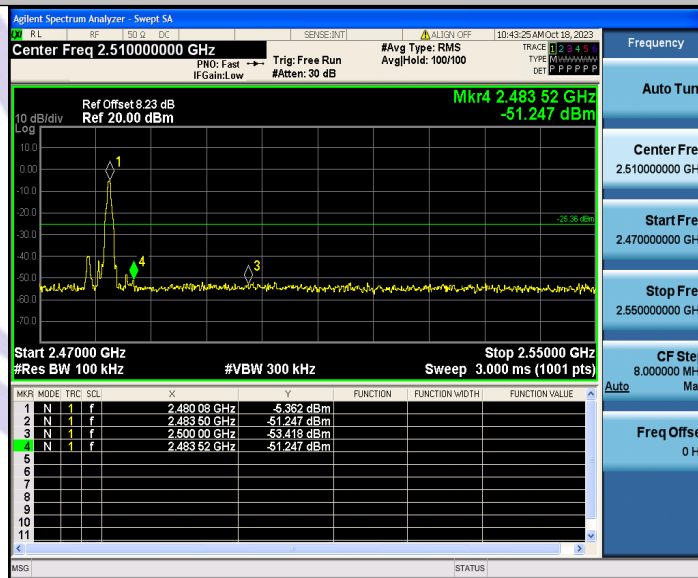 Agilent Spectrum Analyzer - Swept SA
LXI RL RF 50 Ω DC SENSE:INT ALIGN OFF 10:43:25 AM Oct 18, 2023
Center Freq 2.510000000 GHz #Avg Type: RMS TRACE 1 2 3 4 5 6
PNO: Fast Trig: Free Run Avg|Hold: 100/100 TYPE M WWWWW
IFGain:Low #Atten: 30 dB DET P P P P P P
Mkr4 2.483 52 GHz
Ref Offset 8.23 dB
10 dB/div Ref 20.00 dBm -51.247 dBm
Log
10.0
0.00
-10.0
-20.0
-30.0
-40.0
-50.0
-60.0
-70.0
1
4
3
-25.36 dBm
Start 2.47000 GHz Stop 2.55000 GHz
#Res BW 100 kHz #VBW 300 kHz Sweep 3.000 ms (1001 pts)
MKR MODE TRC SCL X Y FUNCTION FUNCTION WIDTH FUNCTION VALUE
1 N 1 f 2.480 08 GHz -5.362 dBm
2 N 1 f 2.483 50 GHz -51.247 dBm
3 N 1 f 2.500 00 GHz -53.418 dBm
4 N 1 f 2.483 52 GHz -51.247 dBm
5
6
7
8
9
10
11
MSG STATUS
Frequency
Auto Tun
Center Fre
2.510000000 GH
Start Fre
2.470000000 GH
Stop Fre
2.550000000 GH
CF Ste
8.000000 MH
Auto Ma
Freq Offse
0 H